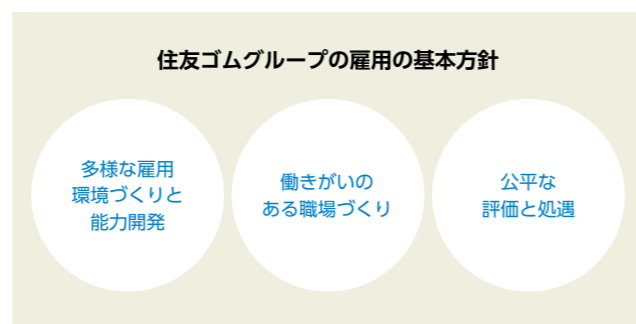 住友ゴムグループの雇用の基本方針
多様な雇用
環境づくりと
能力開発
働きがいの
ある職場づくり
公平な
評価と処遇